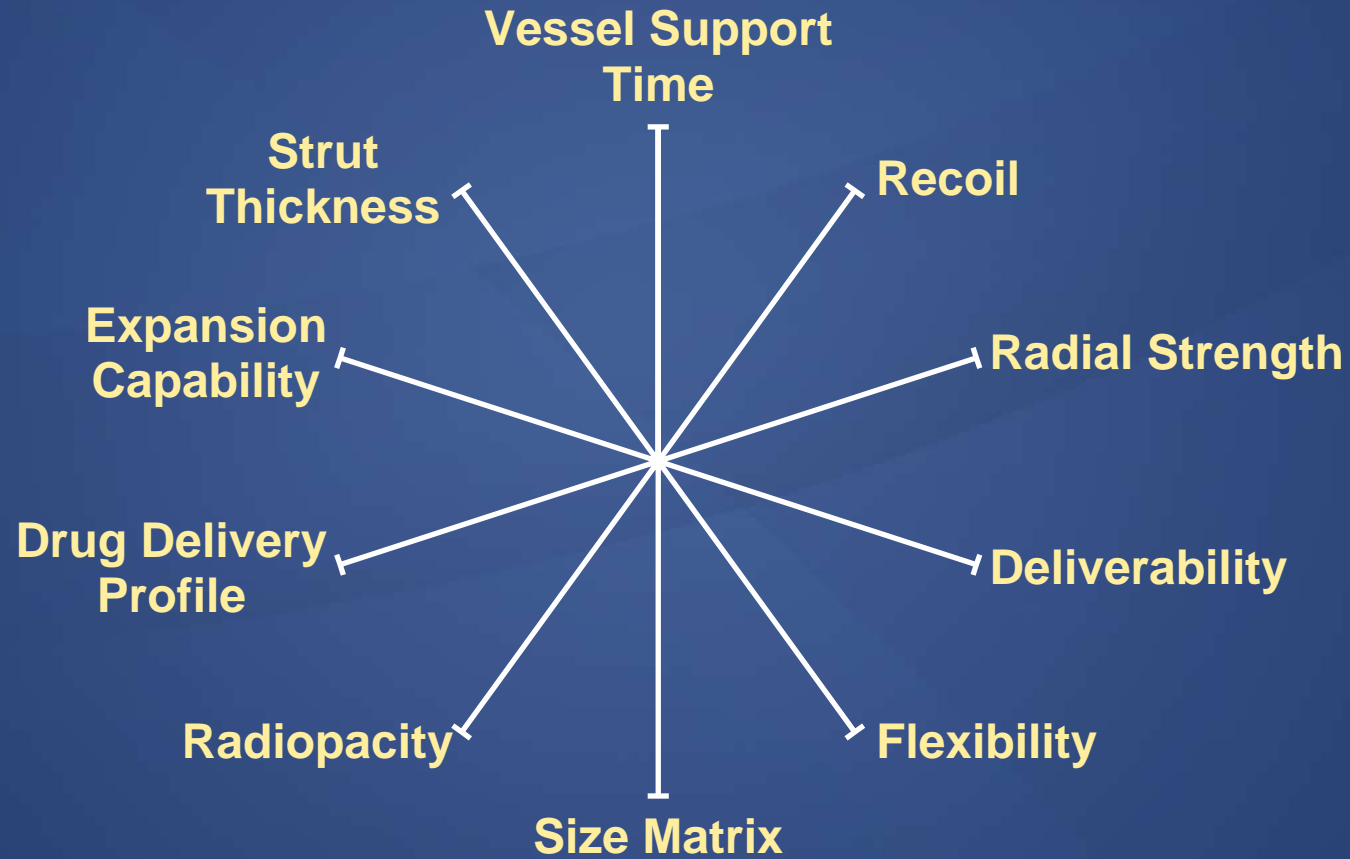 Vessel Support
Time
Strut
Thickness
Recoil
Expansion
Capability
Radial Strength
Drug Delivery
Profile
Deliverability
Radiopacity
Flexibility
Size Matrix